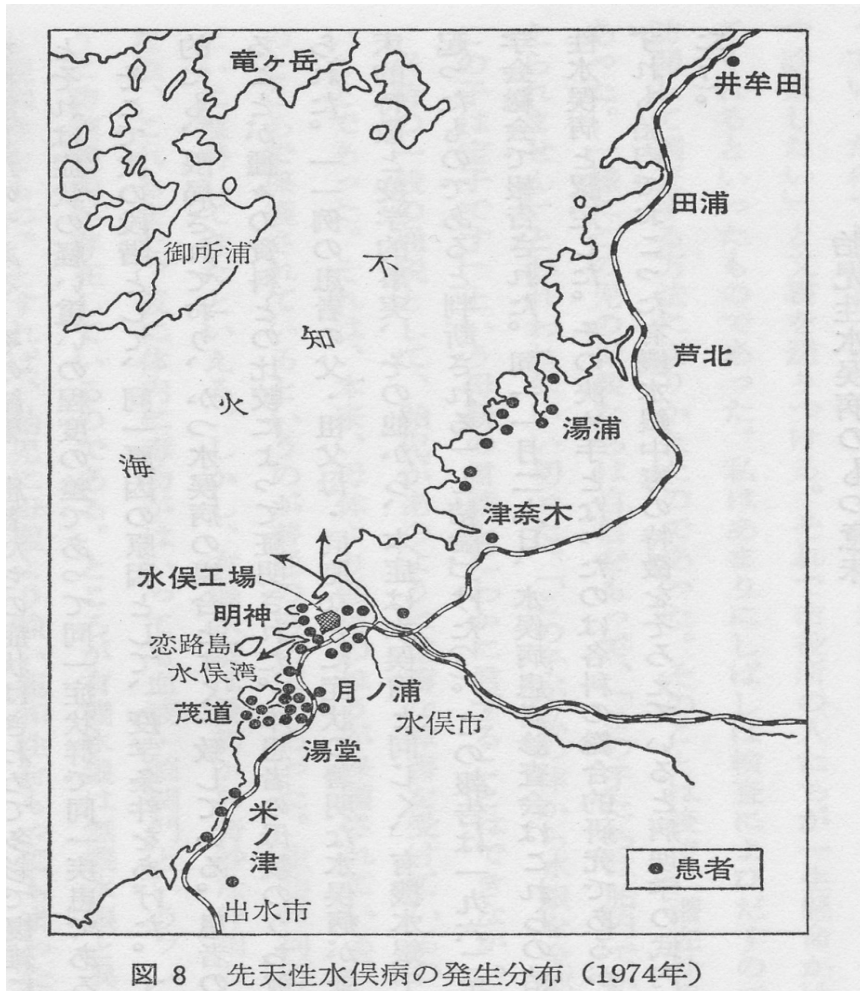 竜ヶ岳
井牟田
田浦
御所浦
不知火海
芦北
湯浦
津奈木
水俣工場
明神
恋路島
水俣湾
月ノ浦
茂道
水俣市
湯堂
米ノ津
出水市
患者
図 8 先天性水俣病の発生分布(1974年)